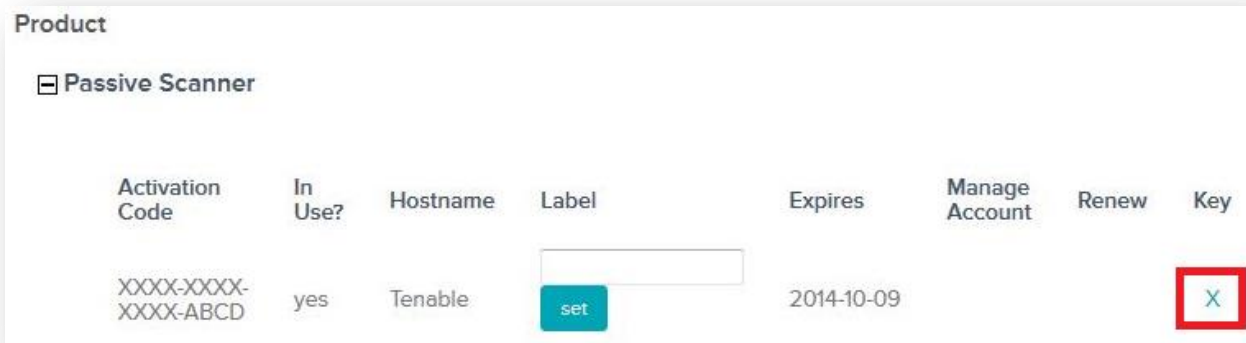 Product
Passive Scanner
Activation Code In Use? Hostname Label Expires Manage Account Renew Key
XXXX-XXXX-XXXX-ABCD yes Tenable set 2014-10-09 X